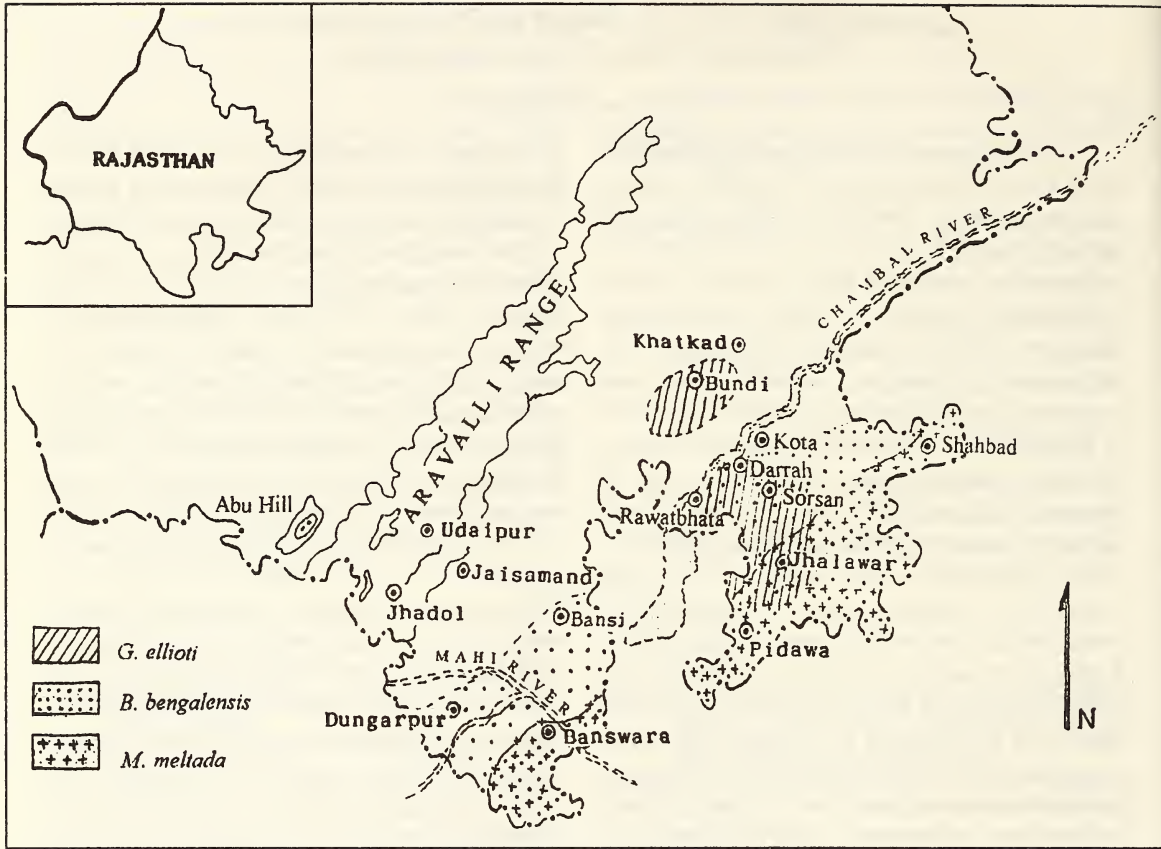 RAJASTHAN
CHAMBAL RIVER
ARAVALLI RANGE
Khatkad
Bundi
Kota
Shahbad
Darrah
Sorsan
Rawatbhata
Abu Hill
Udaipur
Jhalawar
Jaisamand
Jhadol
Bansi
Pidawa
G. ellioti
MAHI RIVER
B. bengalensis
Dungarpur
N
Banswara
M. meltada